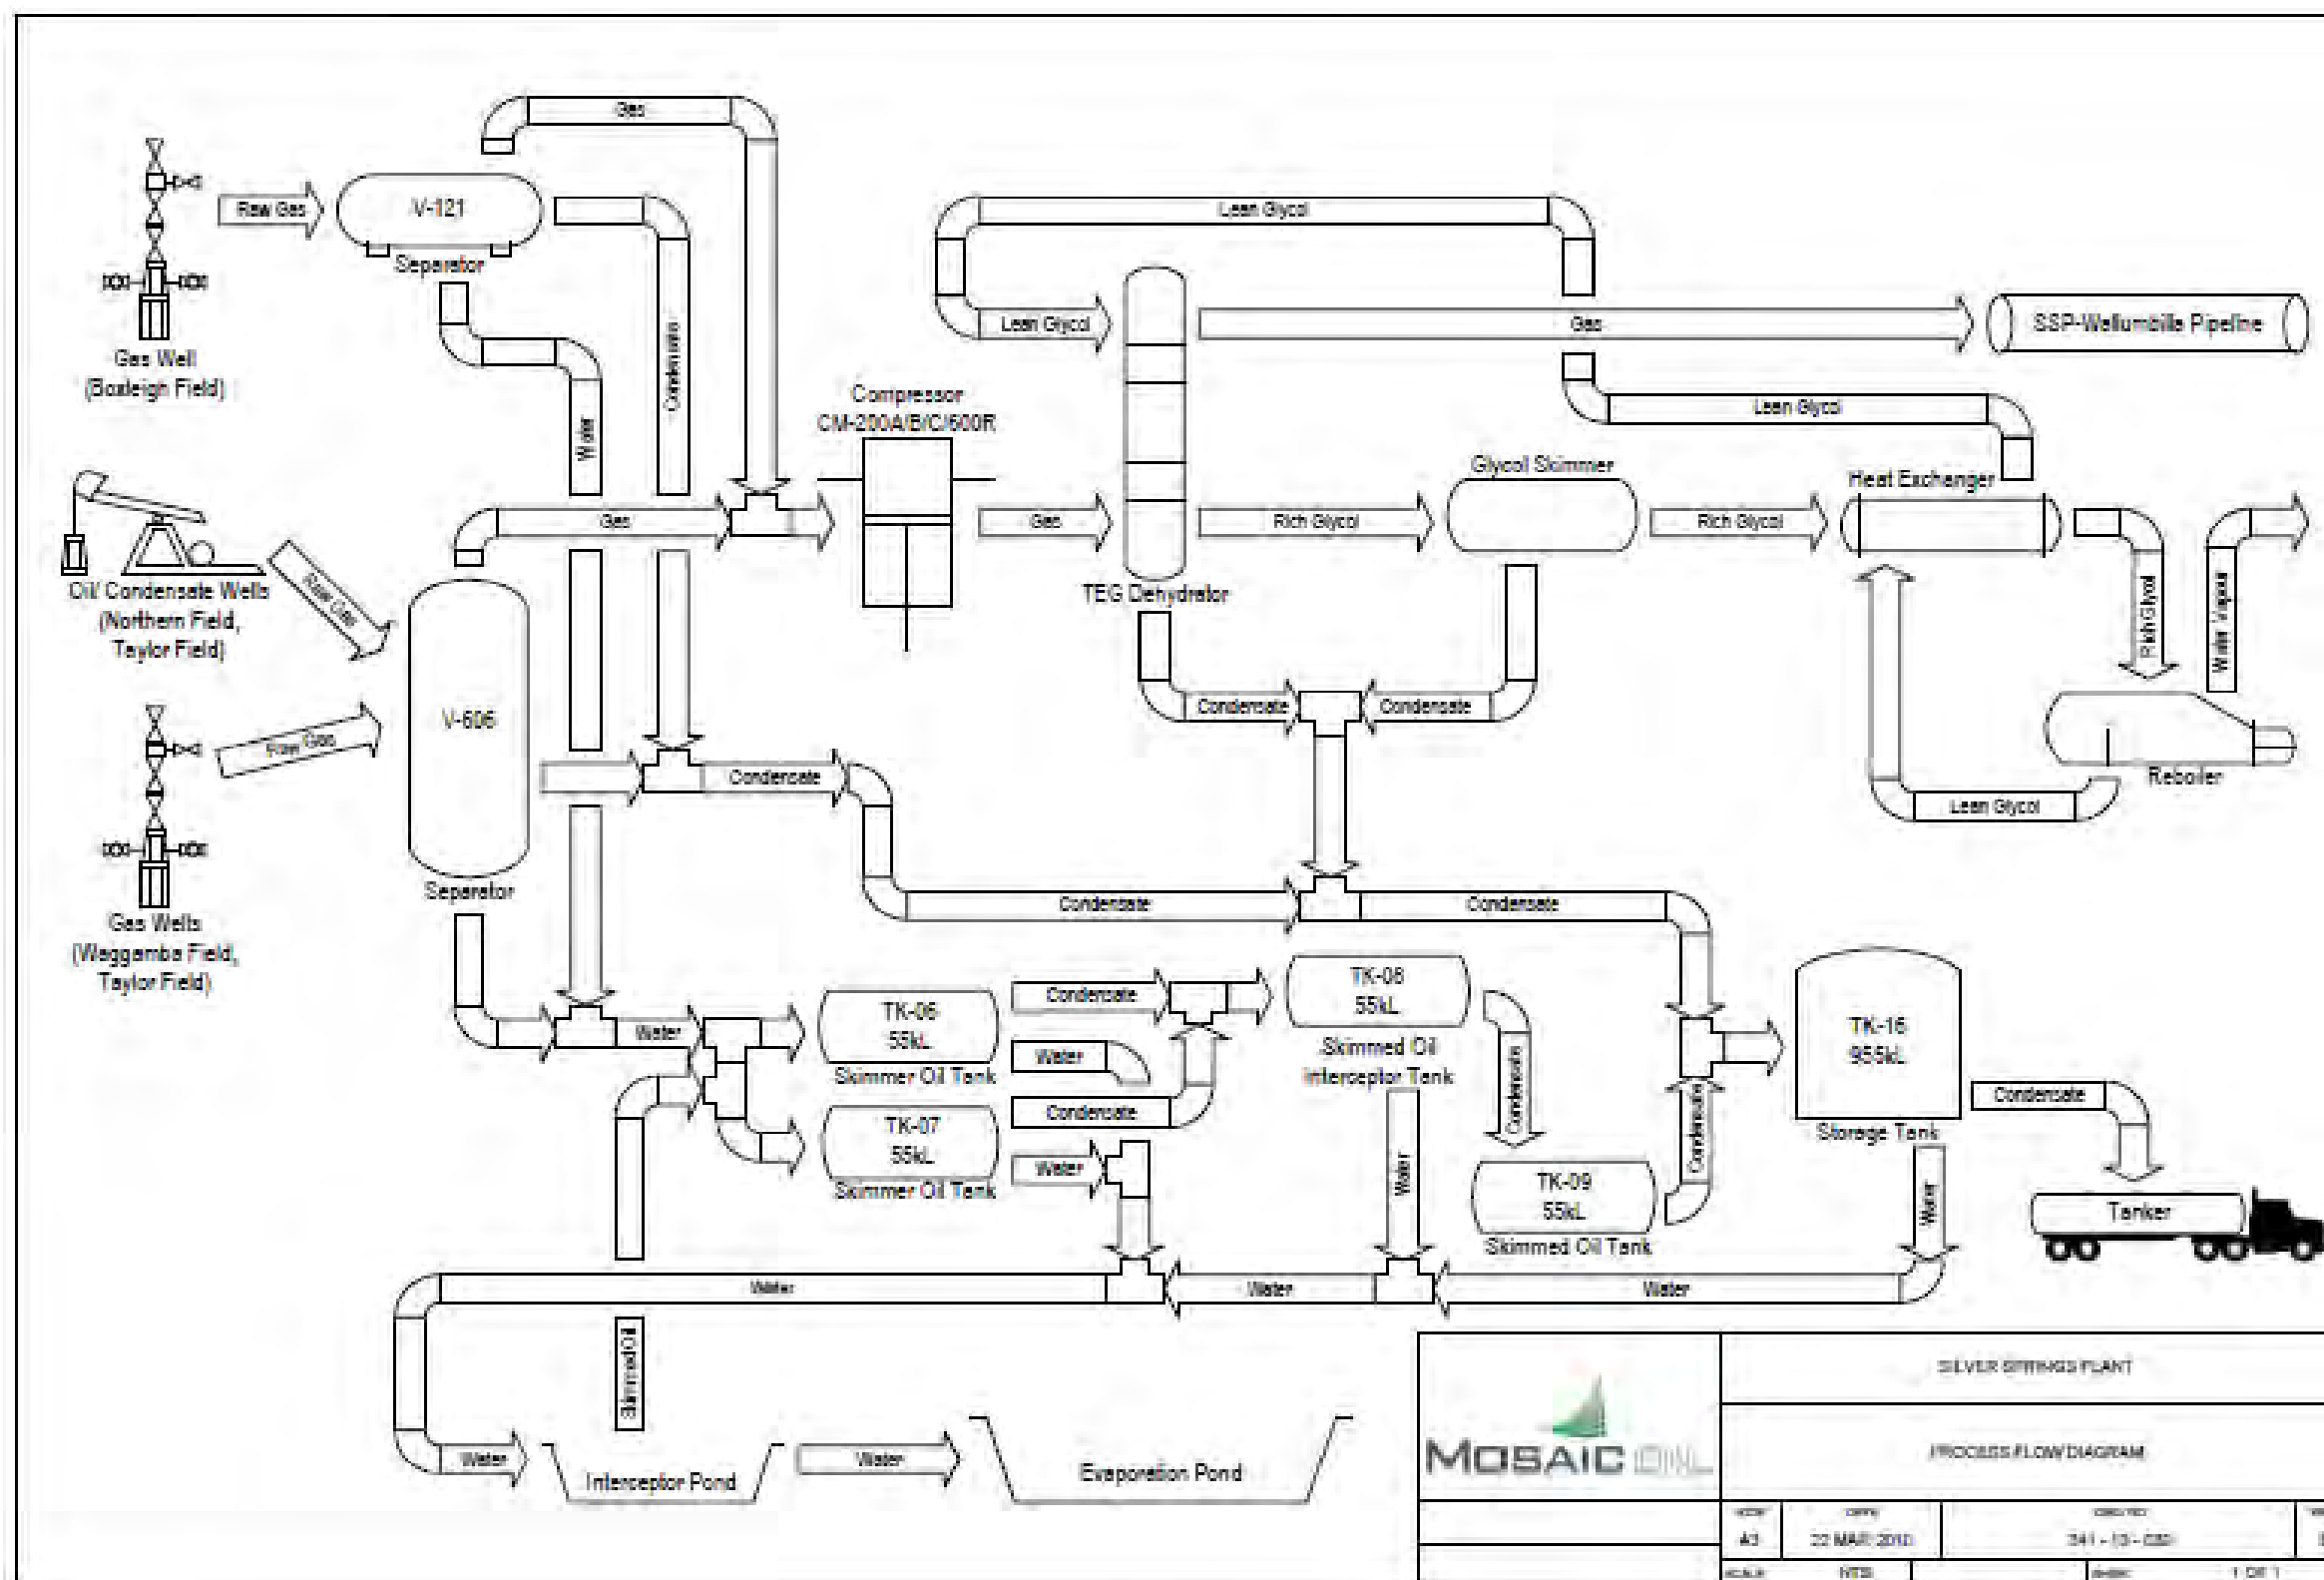 Gas
Raw Gas
V-121
Separator
Gas Well
(Boxleigh Field)
Water
Condensate
Lean Glycol
Lean Glycol
Gas
SSP-Wallumbilla Pipeline
Lean Glycol
Compressor
CM-200A/B/C/600R
Gas
Gas
TEG Dehydrator
Rich Glycol
Glycol Skimmer
Rich Glycol
Heat Exchanger
Rich Glycol
Water Vapour
Reboiler
Lean Glycol
Oil/ Condensate Wells
(Northern Field,
Taylor Field)
Raw Gas
V-606
Separator
Raw Gas
Gas Wells
(Waggamba Field,
Taylor Field)
Condensate
Condensate
Condensate
Condensate
Condensate
Water
TK-06
55kL
Skimmer Oil Tank
Condensate
Water
TK-07
55kL
Skimmer Oil Tank
Condensate
Water
TK-08
55kL
Skimmed Oil
Interceptor Tank
Condensate
Water
TK-09
55kL
Skimmed Oil Tank
Condensate
TK-16
955kL
Storage Tank
Condensate
Water
Tanker
Water
Water
Water
Skimmed Oil
Water
Interceptor Pond
Water
Evaporation Pond
MOSAIC OIL
SILVER SPRINGS PLANT
PROCESS FLOW DIAGRAM
A3
22 MAR 2010
SCALE
NTS
1 OF 1